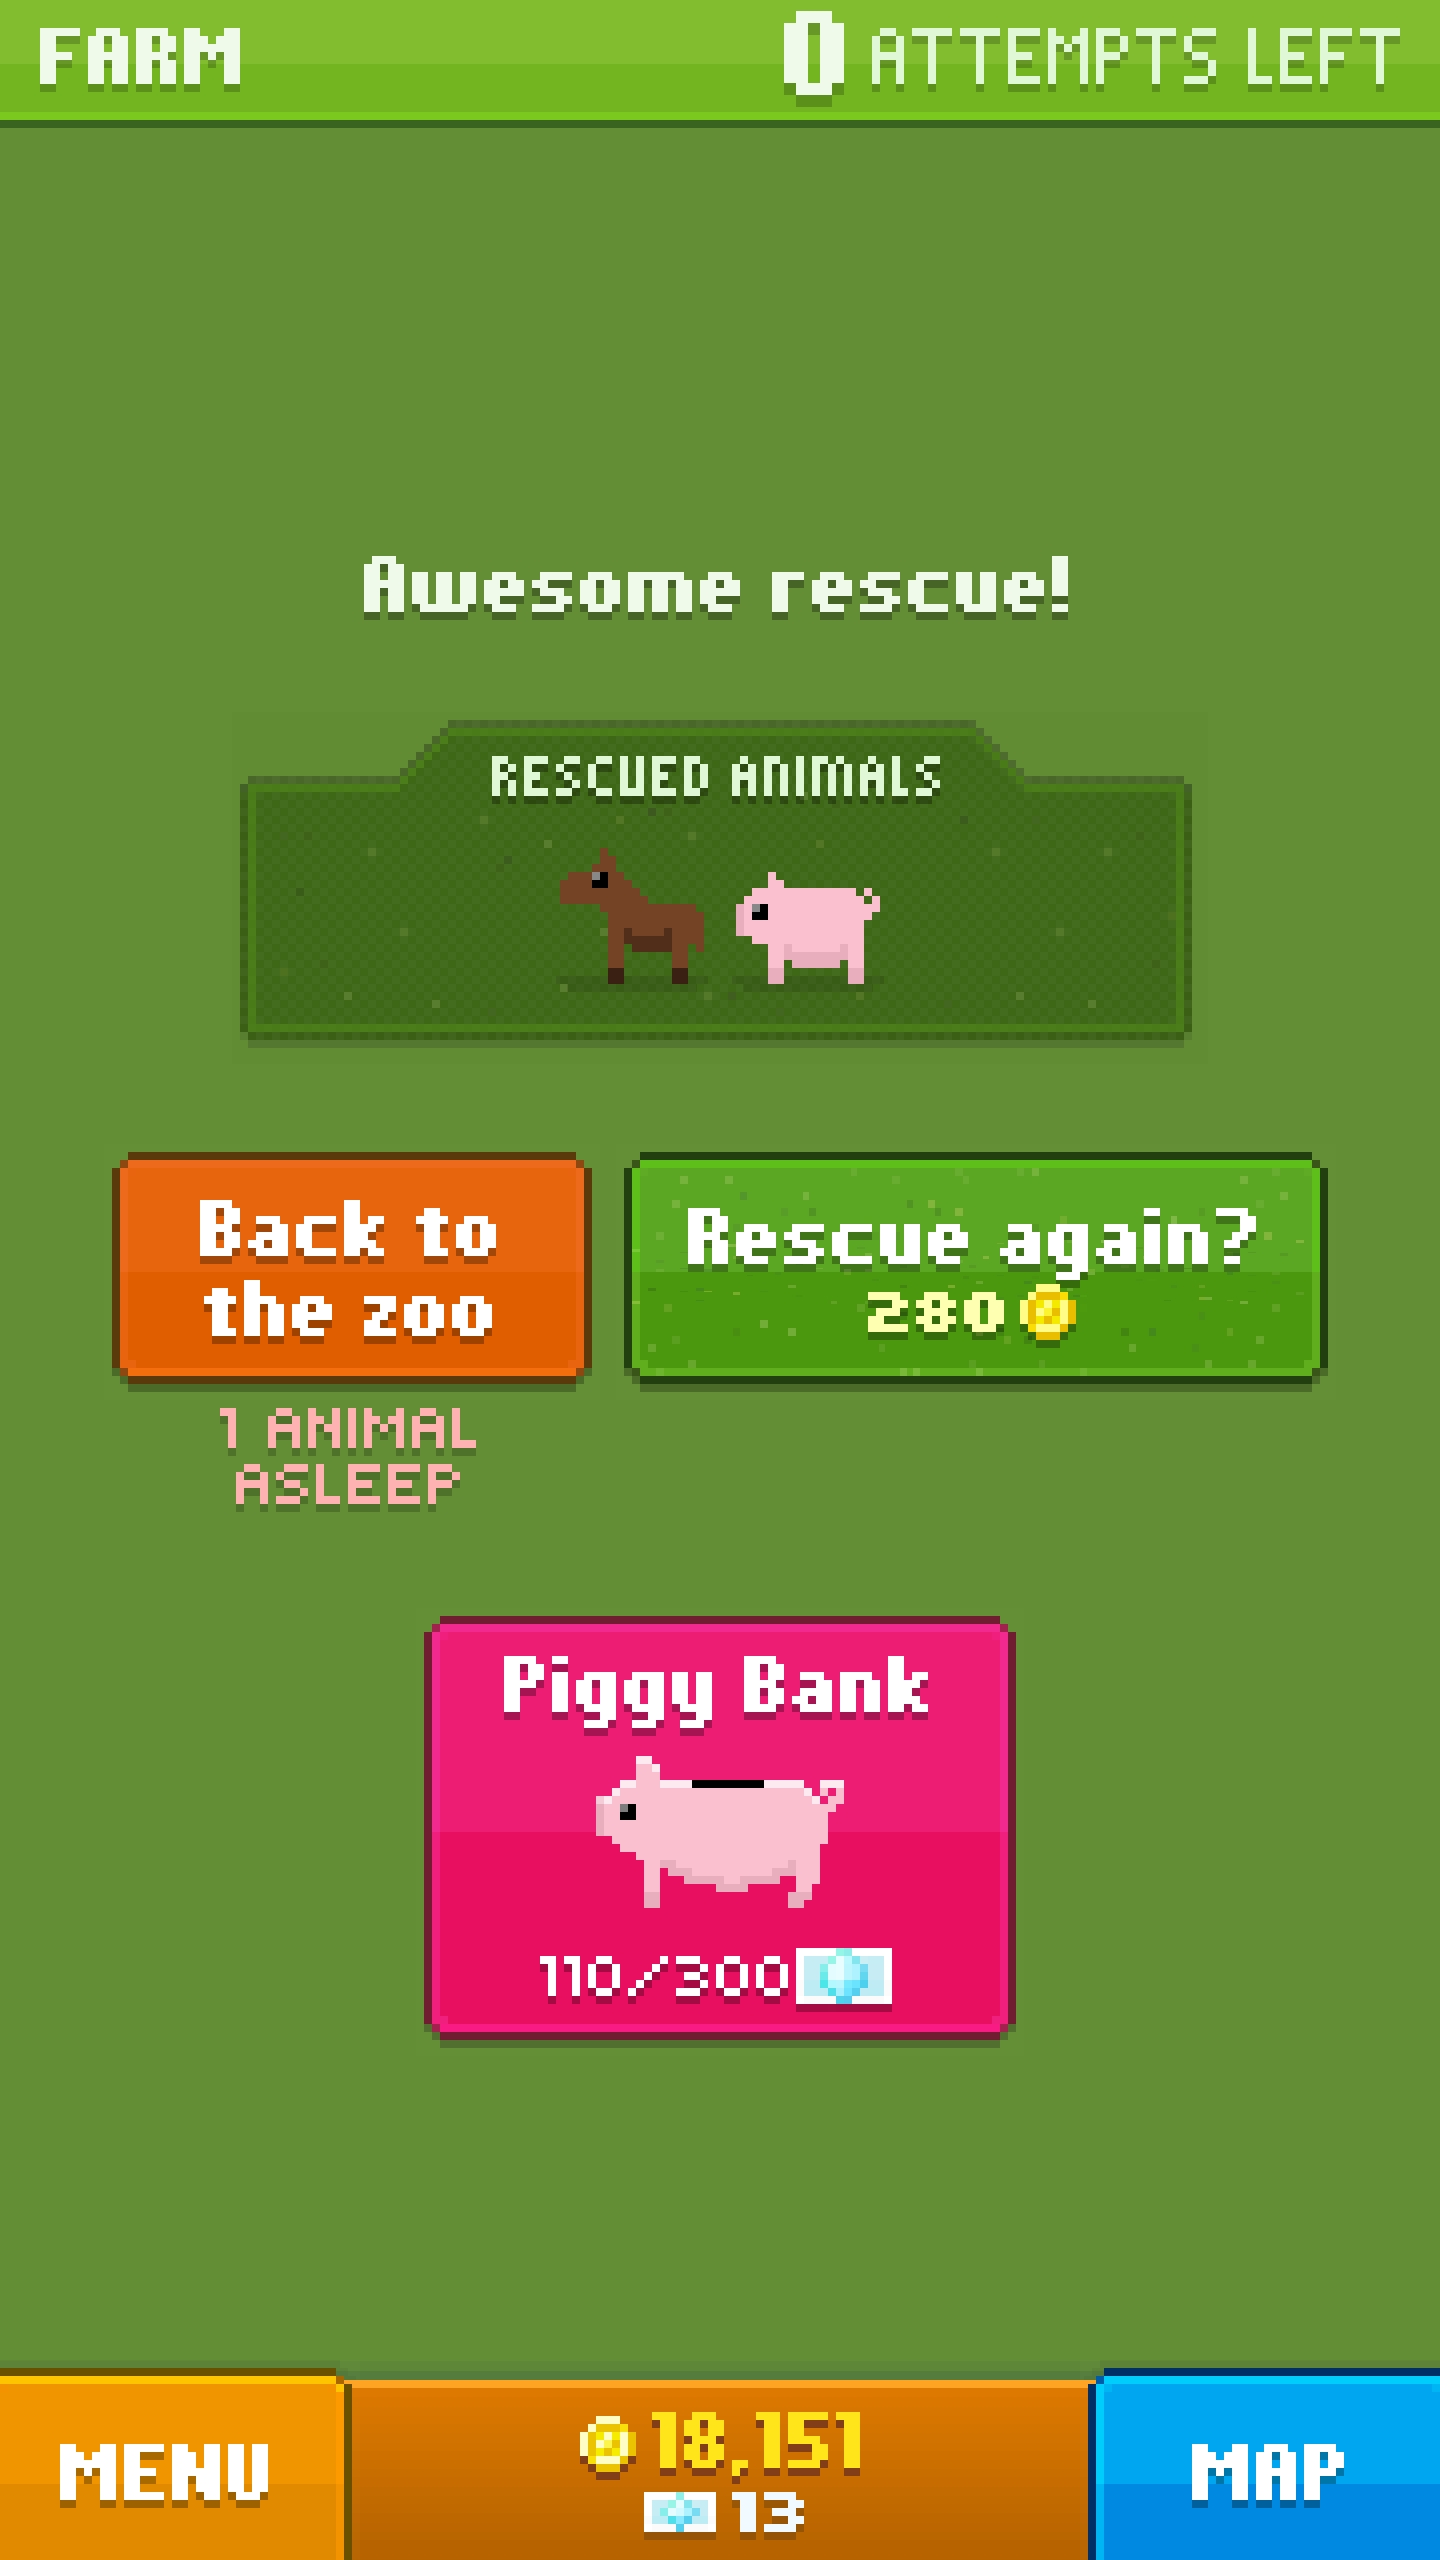 FARM
0 ATTEMPTS LEFT
Awesome rescue!
RESCUED ANIMALS
Back to
the zoo
Rescue again?
280
1 ANIMAL
ASLEEP
Piggy Bank
110/300
MENU
18,151
13
MAP